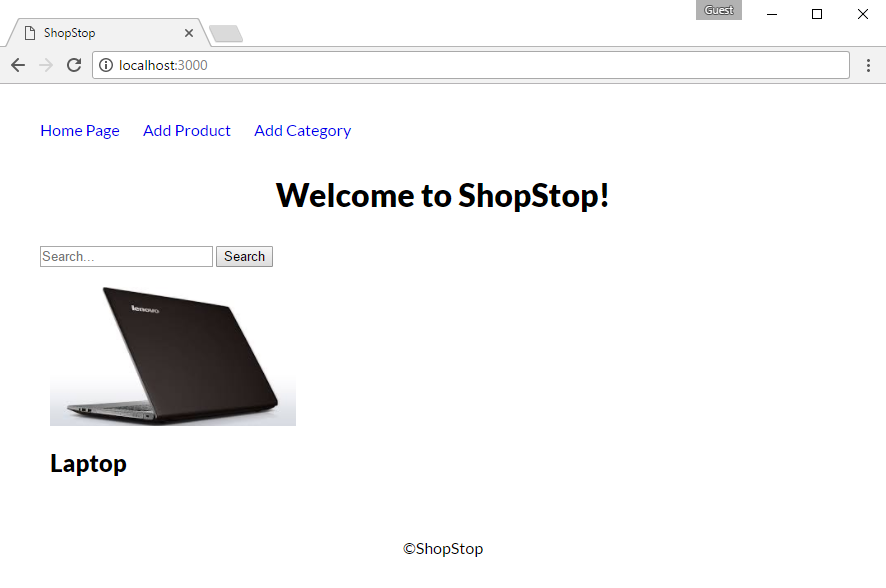 Guest
ShopStop
localhost:3000
Home Page Add Product Add Category
Welcome to ShopStop!
Search... Search
lenovo
Laptop
©ShopStop